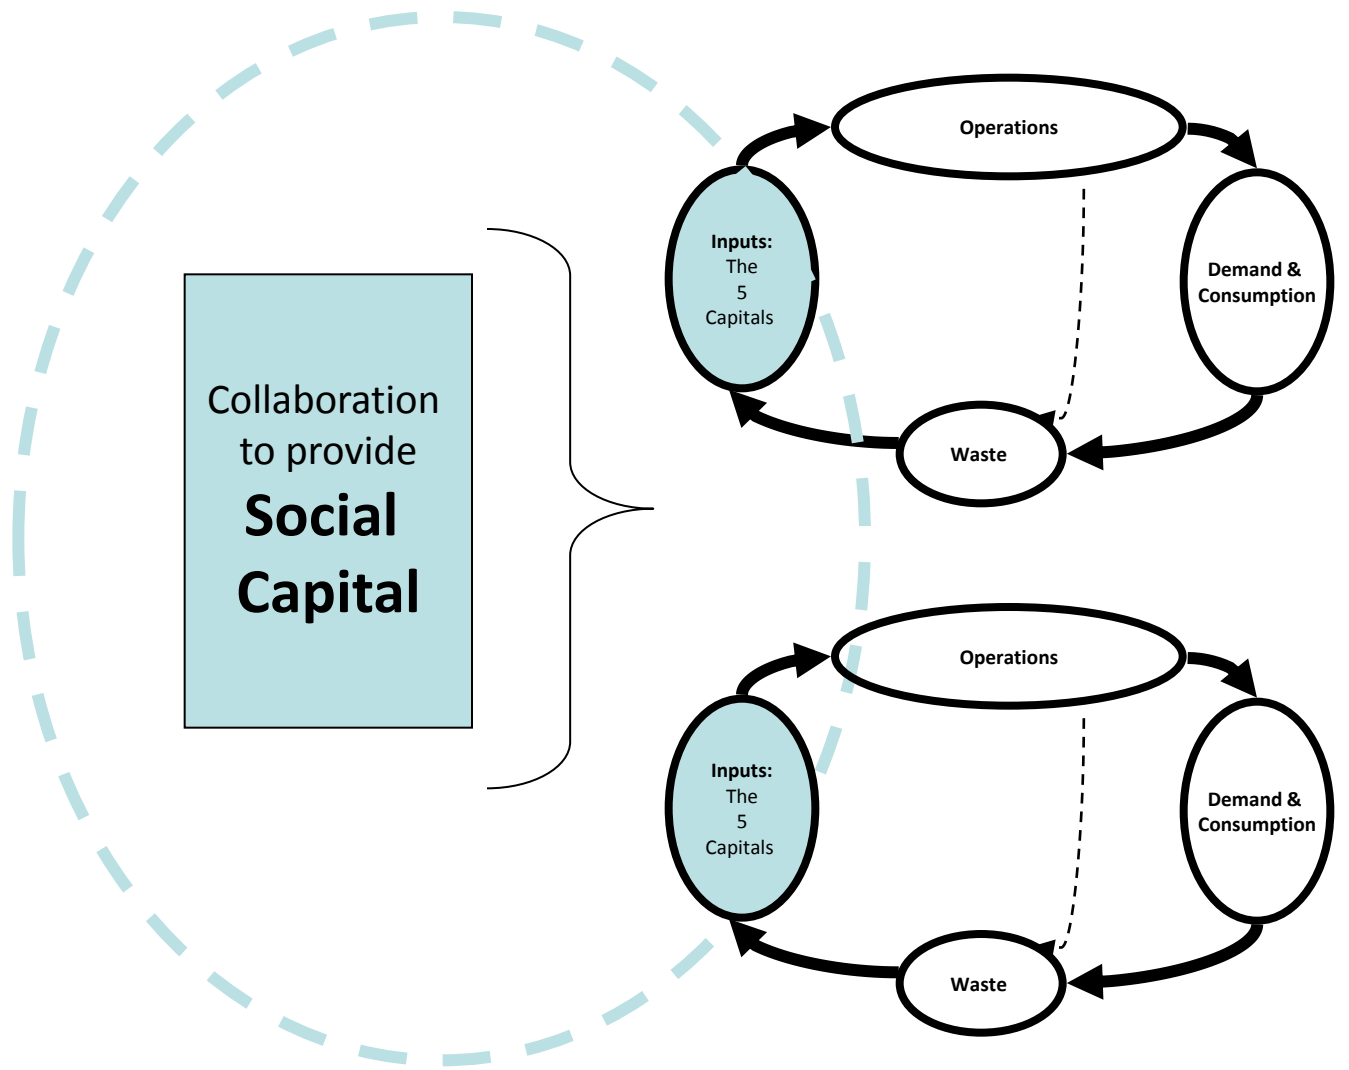 Collaboration
to provide
Social
Capital
Operations
Inputs:
The
5
Capitals
Demand &
Consumption
Waste
Operations
Inputs:
The
5
Capitals
Demand &
Consumption
Waste